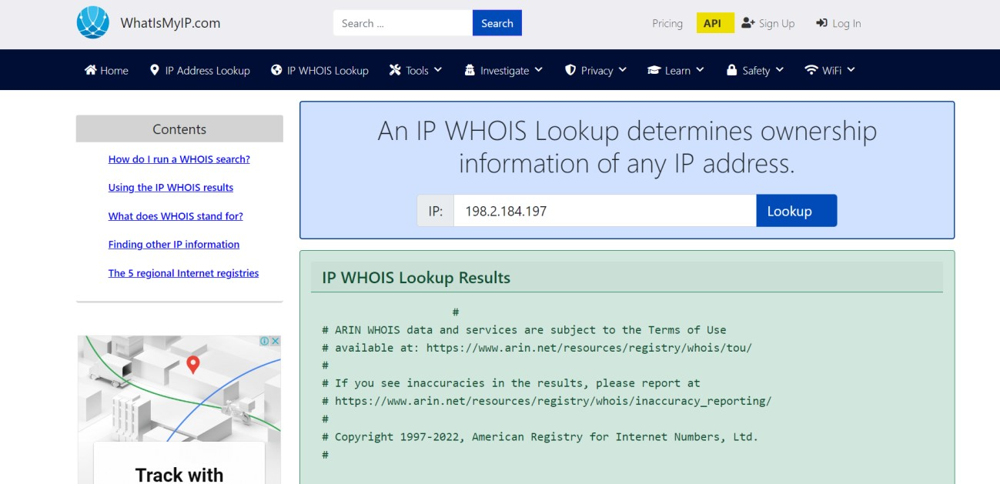 WhatIsMyIP.com
Search ...
Search
Pricing
API
Sign Up
Log In
Home
IP Address Lookup
IP WHOIS Lookup
Tools
Investigate
Privacy
Learn
Safety
WiFi
Contents
How do I run a WHOIS search?
Using the IP WHOIS results
What does WHOIS stand for?
Finding other IP information
The 5 regional Internet registries
Track with
An IP WHOIS Lookup determines ownership
information of any IP address.
IP:
198.2.184.197
Lookup
IP WHOIS Lookup Results
#
# ARIN WHOIS data and services are subject to the Terms of Use
# available at: https://www.arin.net/resources/registry/whois/tou/
#
# If you see inaccuracies in the results, please report at
# https://www.arin.net/resources/registry/whois/inaccuracy_reporting/
#
# Copyright 1997-2022, American Registry for Internet Numbers, Ltd.
#